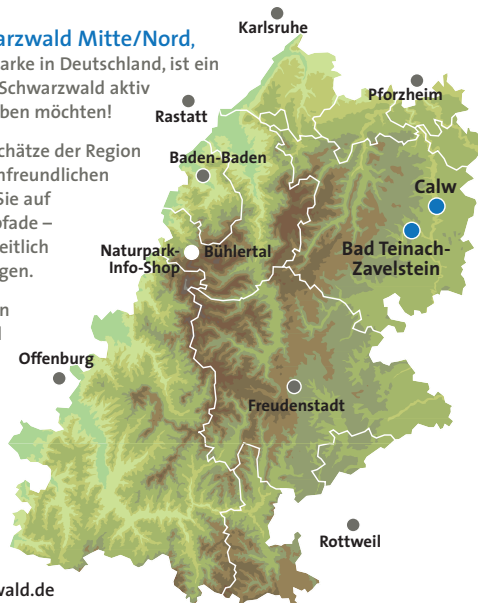 arzwald Mitte/Nord,
arke in Deutschland, ist ein
Schwarzwald aktiv
ben möchten!
chätze der Region
nfreundlichen
Sie auf
pfade –
eitlich
gen.
n
wald.de
Karlsruhe
Pforzheim
Rastatt
Baden-Baden
Calw
Bad Teinach-
Zavelstein
Naturpark-
Info-Shop
Bühlertal
Offenburg
Freudenstadt
Rottweil